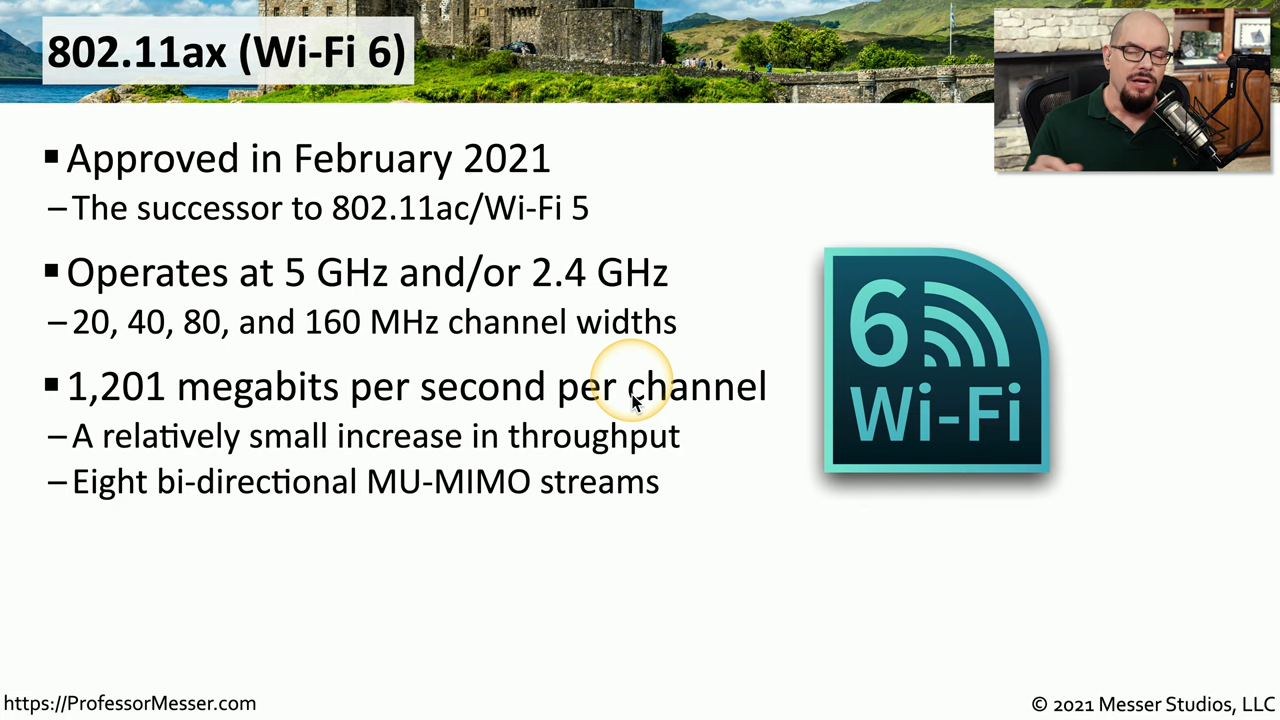 802.11ax (Wi-Fi 6)
▪ Approved in February 2021
– The successor to 802.11ac/Wi-Fi 5
▪ Operates at 5 GHz and/or 2.4 GHz
– 20, 40, 80, and 160 MHz channel widths
▪ 1,201 megabits per second per channel
– A relatively small increase in throughput
– Eight bi-directional MU-MIMO streams
6
Wi-Fi
https://ProfessorMesser.com
© 2021 Messer Studios, LLC